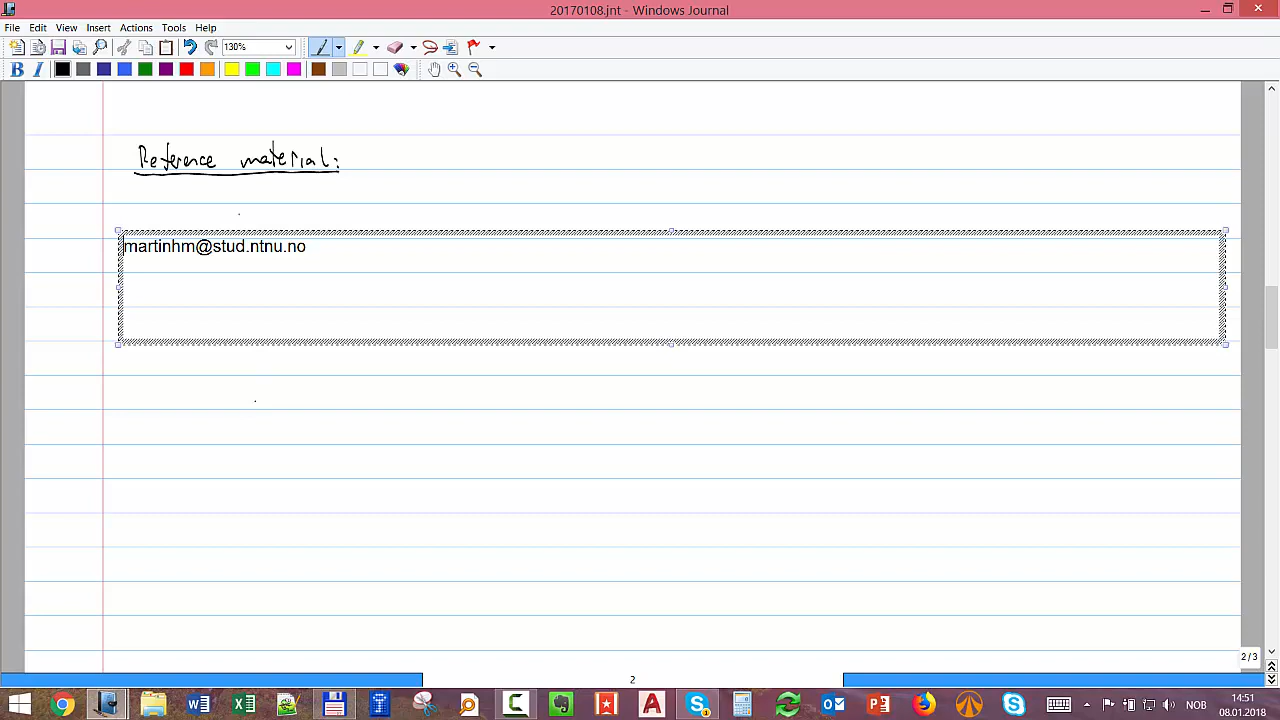 20170108.jnt - Windows Journal
File Edit View Insert Actions Tools Help
130%
B I
Reference material:
martinhm@stud.ntnu.no
2/3
2
NOB
14:51
08.01.2018